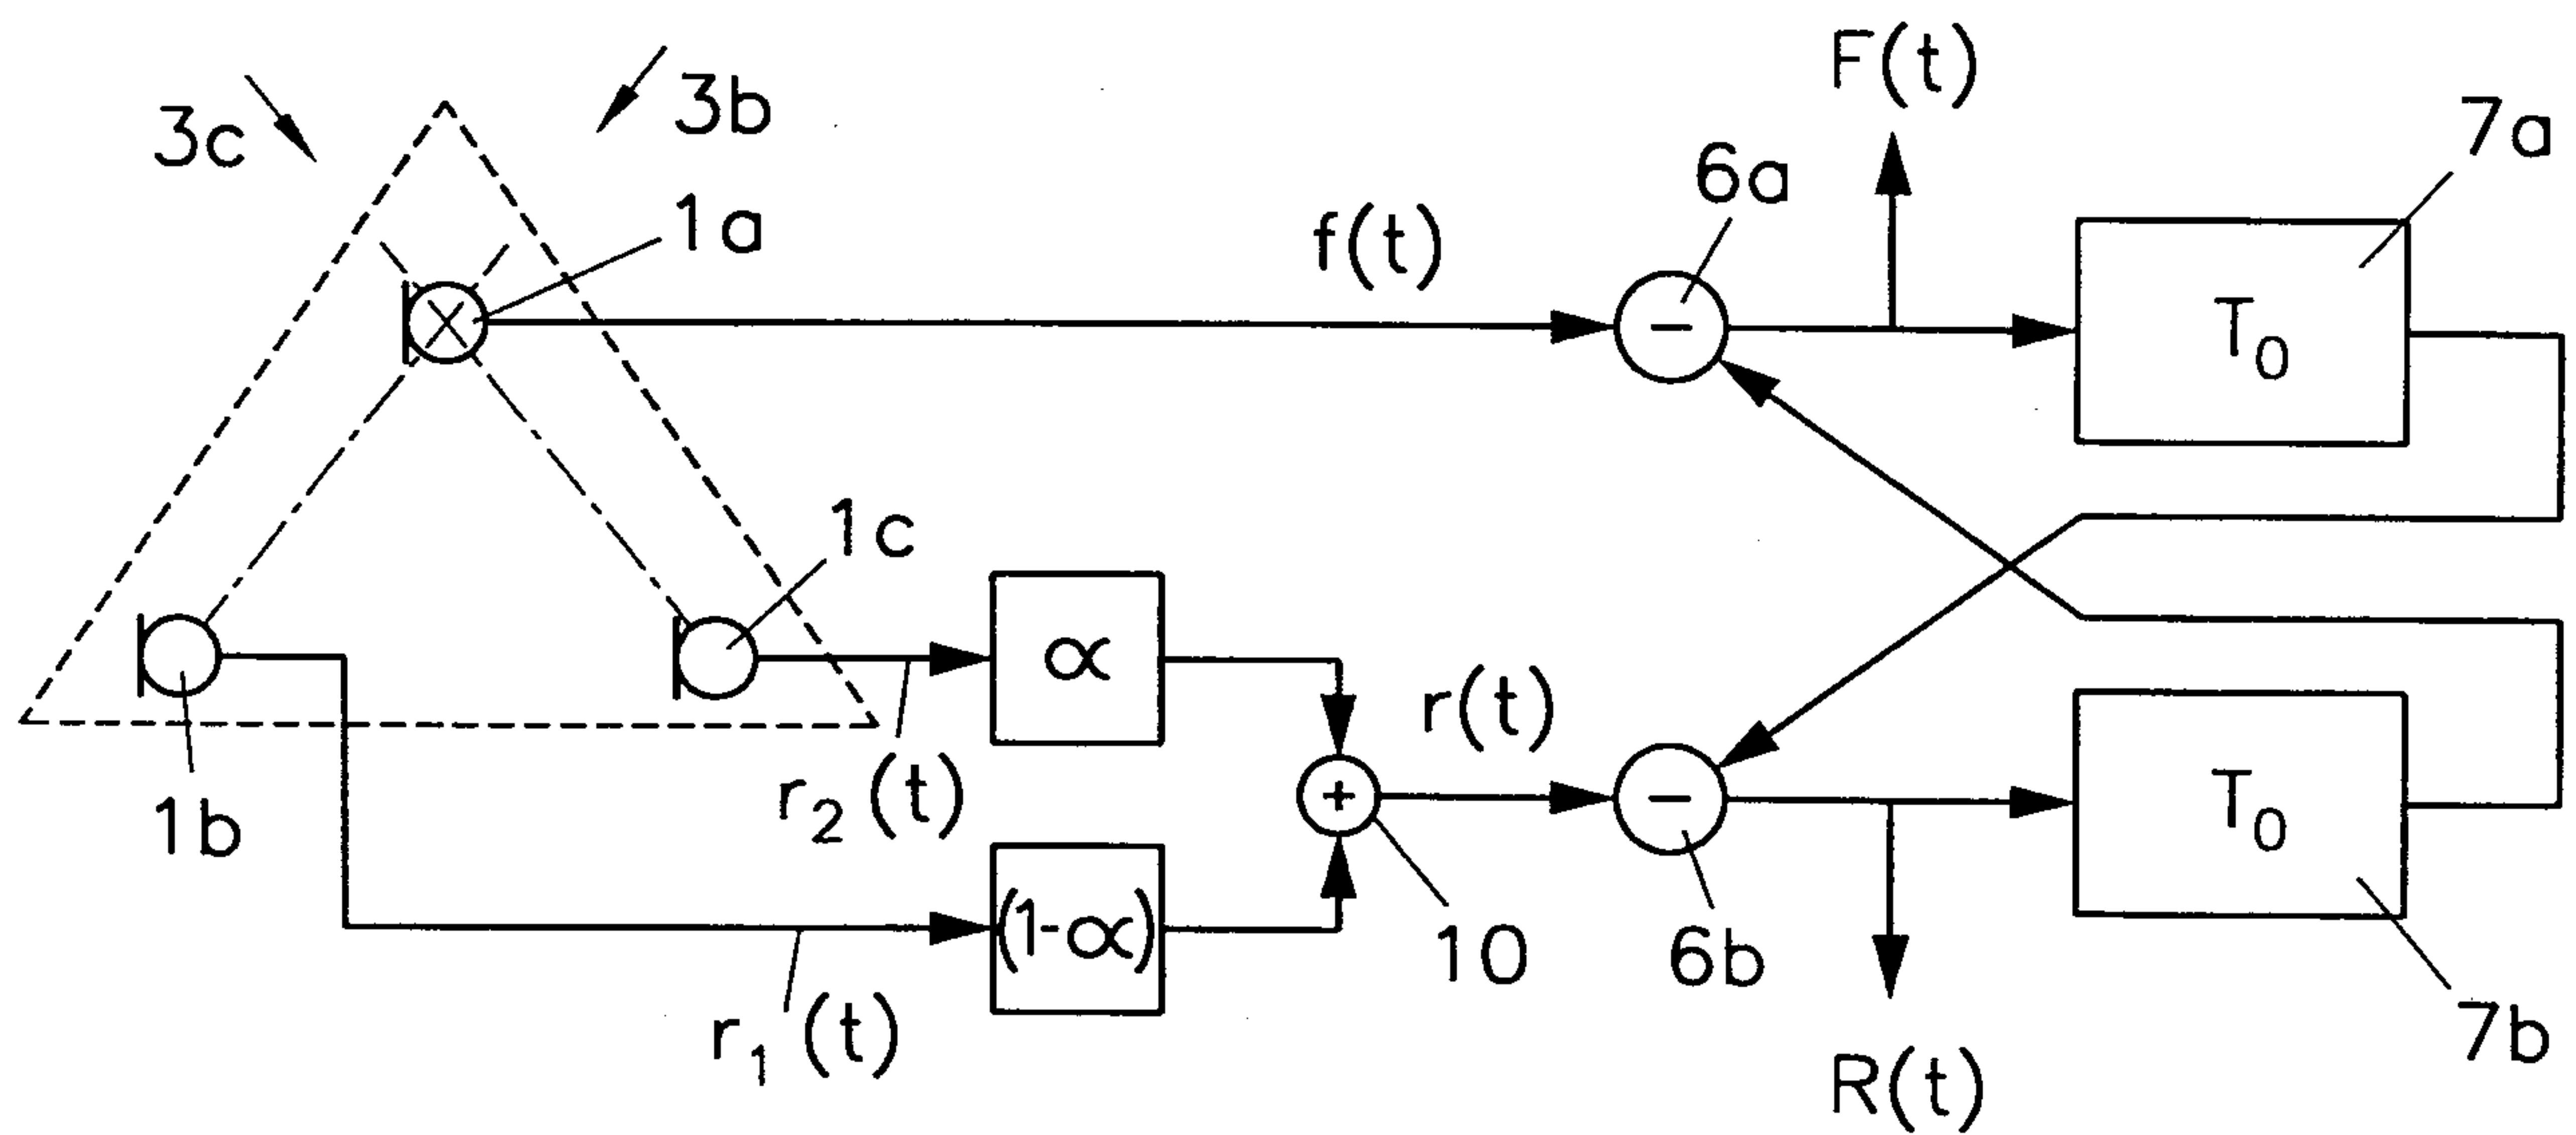 F(t)
3c
3b
7a
6a
1a
f(t)
−
T₀
1c
∝
r(t)
r₂(t)
1b
+
−
T₀
(1-∝)
10
6b
r₁(t)
7b
R(t)